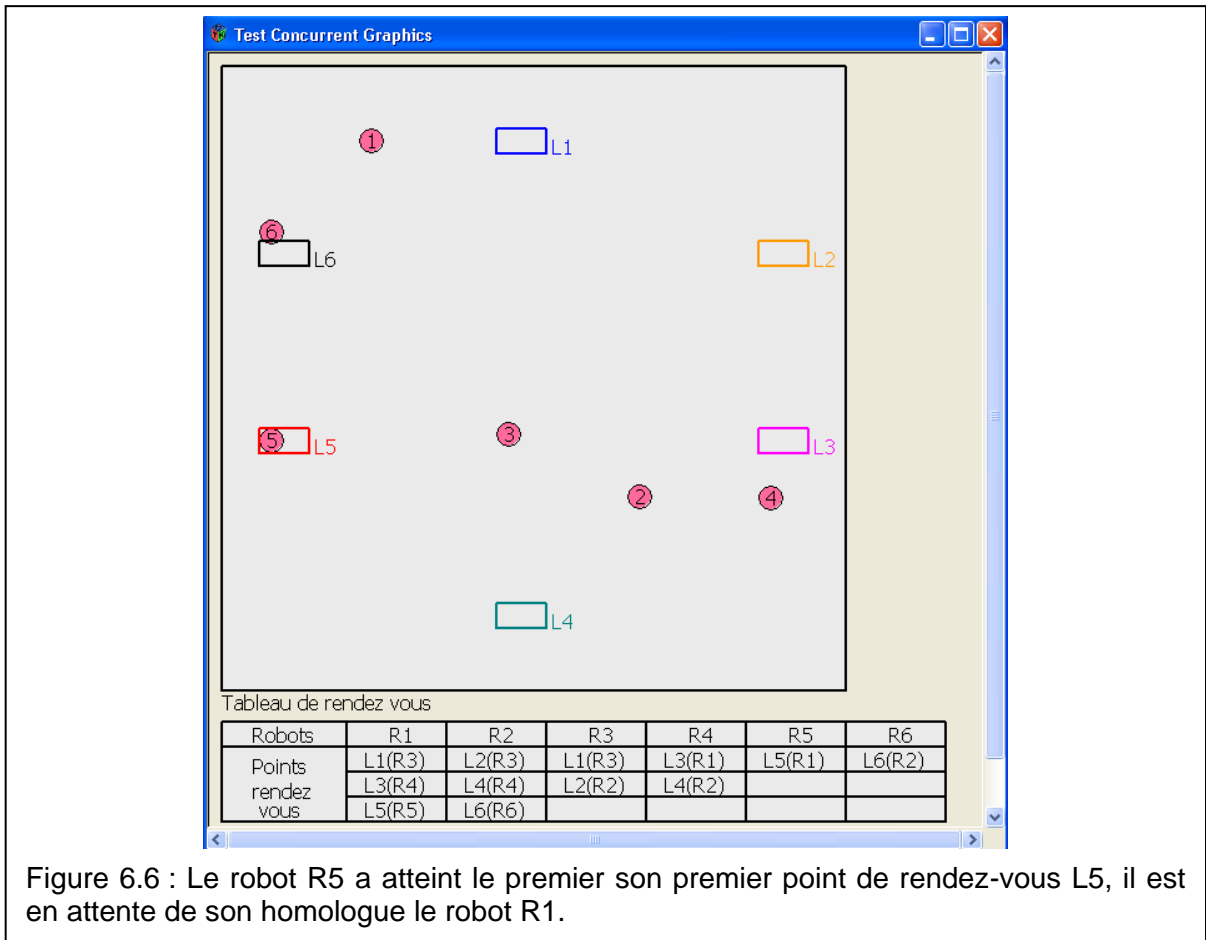 Test Concurrent Graphics
1
L1
6
L6
L2
5
L5
3
L3
2
4
L4
Tableau de rendez vous
Robots R1 R2 R3 R4 R5 R6
Points rendez vous
L1(R3) L2(R3) L1(R3) L3(R1) L5(R1) L6(R2)
L3(R4) L4(R4) L2(R2) L4(R2)
L5(R5) L6(R6)
Figure 6.6 : Le robot R5 a atteint le premier son premier point de rendez-vous L5, il est
en attente de son homologue le robot R1.